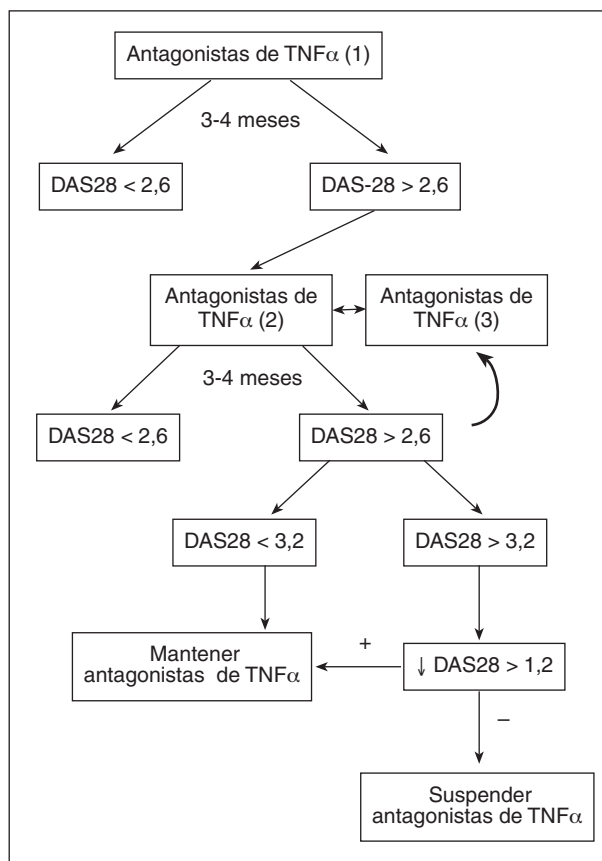 Antagonistas de TNFα (1)
3-4 meses
DAS28 < 2,6
DAS-28 > 2,6
Antagonistas de
TNFα (2)
Antagonistas de
TNFα (3)
3-4 meses
DAS28 < 2,6
DAS28 > 2,6
DAS28 < 3,2
DAS28 > 3,2
Mantener
antagonistas de TNFα
+
↓ DAS28 > 1,2
–
Suspender
antagonistas de TNFα